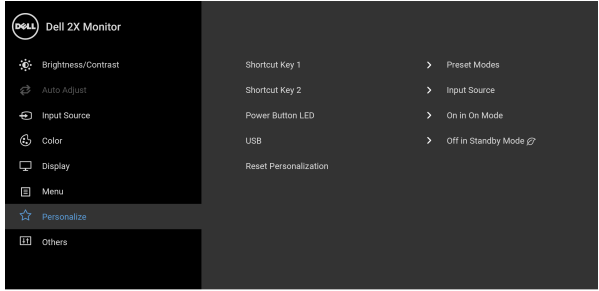 DELL
Dell 2X Monitor
Brightness/Contrast
Auto Adjust
Input Source
Color
Display
Menu
Personalize
Others
Shortcut Key 1 > Preset Modes
Shortcut Key 2 > Input Source
Power Button LED > On in On Mode
USB > Off in Standby Mode
Reset Personalization